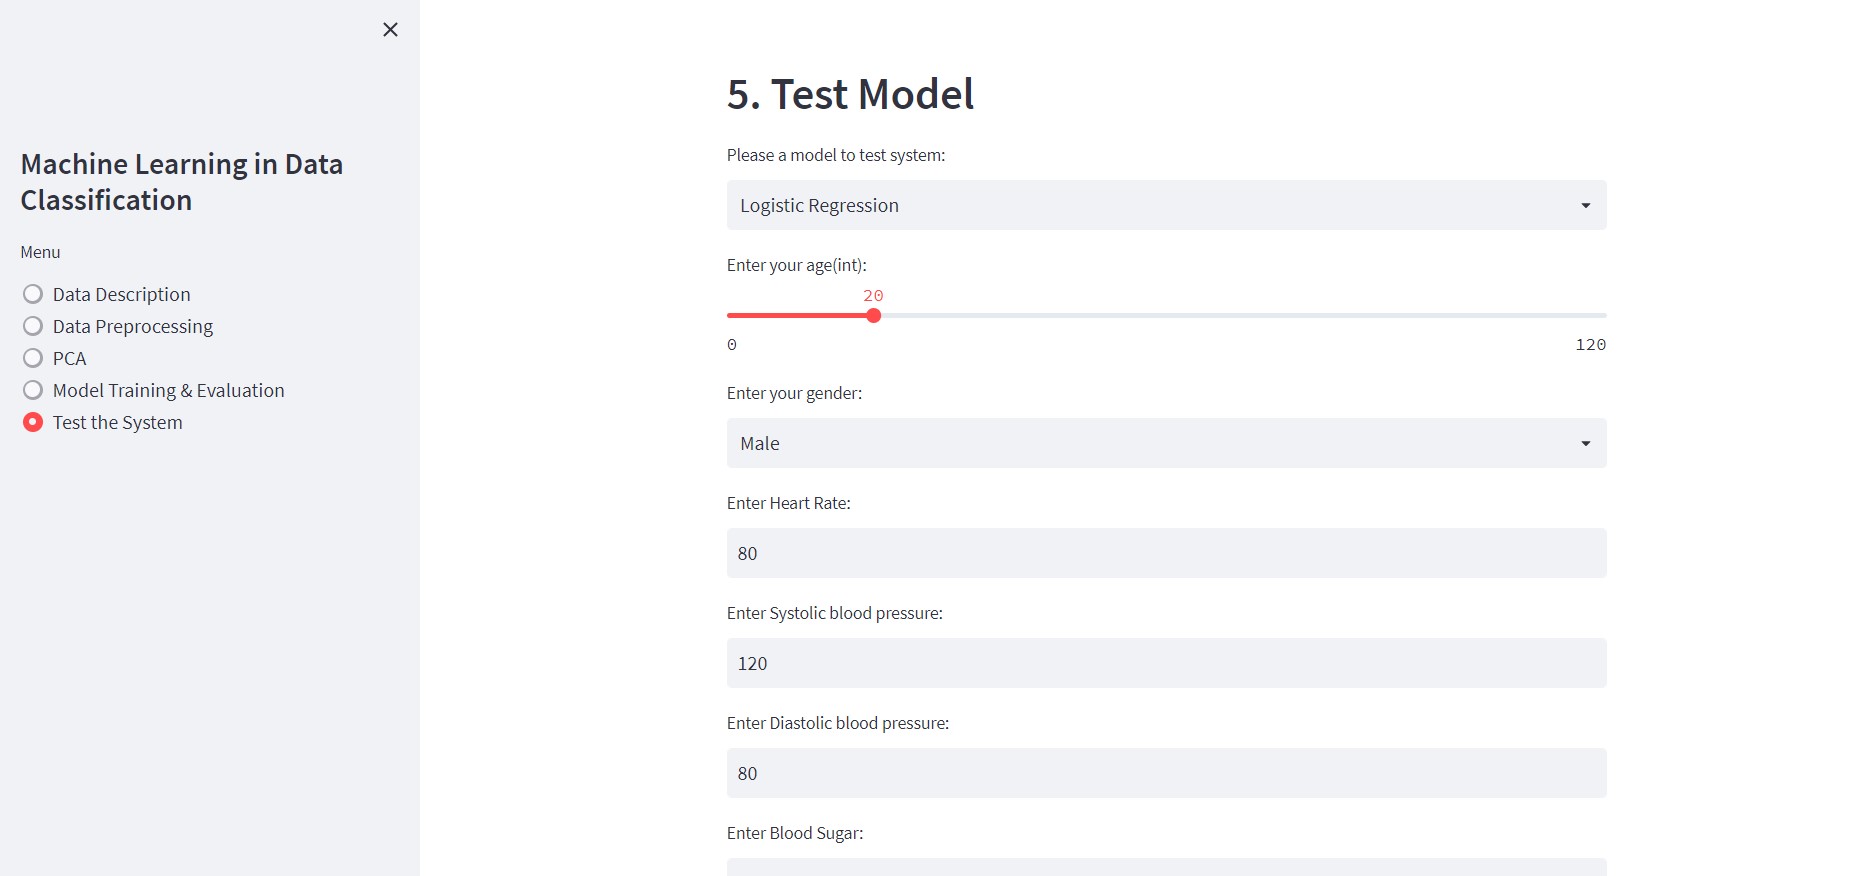 Machine Learning in Data
Classification
Menu
Data Description
Data Preprocessing
PCA
Model Training & Evaluation
Test the System
5. Test Model
Please a model to test system:
Logistic Regression
Enter your age(int):
20
0 120
Enter your gender:
Male
Enter Heart Rate:
80
Enter Systolic blood pressure:
120
Enter Diastolic blood pressure:
80
Enter Blood Sugar: